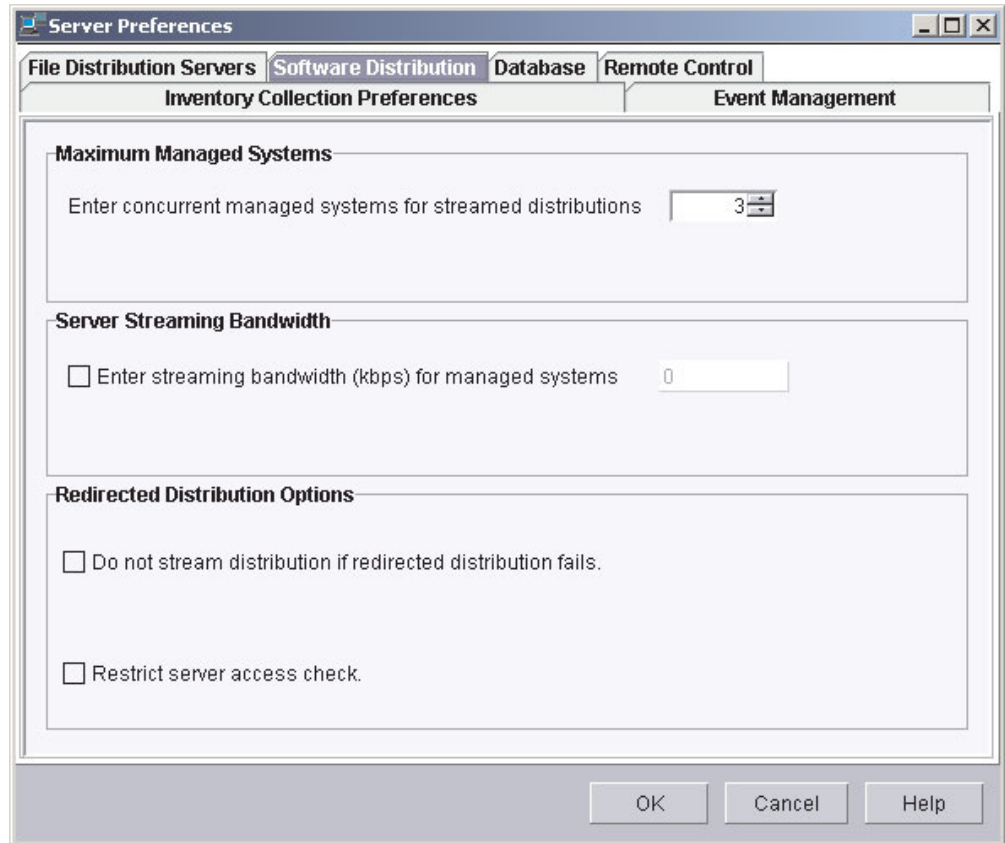 Server Preferences
File Distribution Servers Software Distribution Database Remote Control
Inventory Collection Preferences Event Management
Maximum Managed Systems
Enter concurrent managed systems for streamed distributions 3
Server Streaming Bandwidth
Enter streaming bandwidth (kbps) for managed systems 0
Redirected Distribution Options
Do not stream distribution if redirected distribution fails.
Restrict server access check.
OK Cancel Help